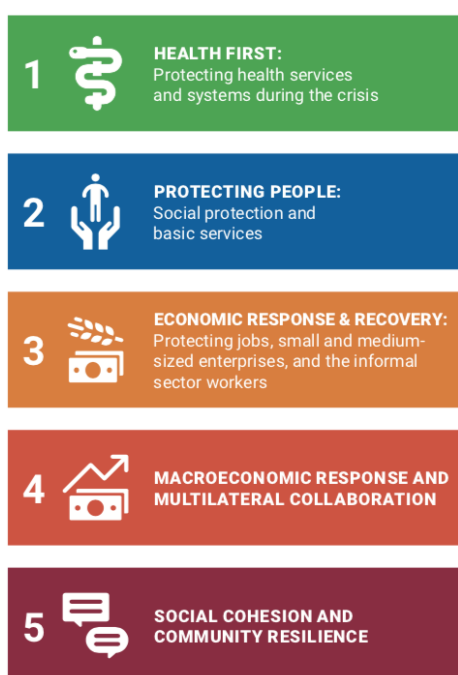 1
HEALTH FIRST:
Protecting health services
and systems during the crisis
2
PROTECTING PEOPLE:
Social protection and
basic services
3
ECONOMIC RESPONSE & RECOVERY:
Protecting jobs, small and medium-
sized enterprises, and the informal
sector workers
4
MACROECONOMIC RESPONSE AND
MULTILATERAL COLLABORATION
5
SOCIAL COHESION AND
COMMUNITY RESILIENCE